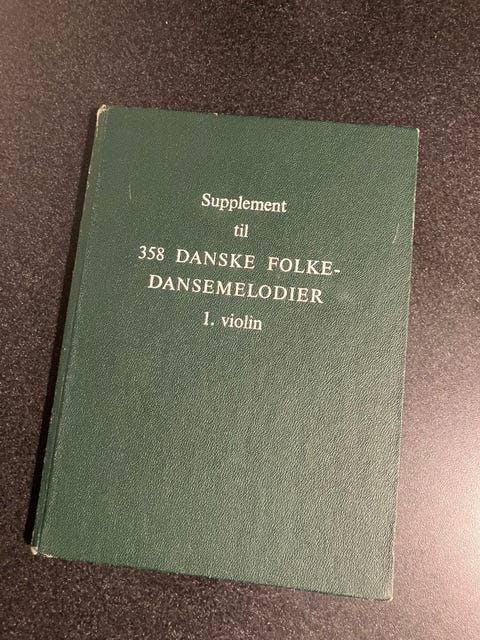 Supplement
til
358 DANSKE FOLKE-
DANSEMELODIER
1. violin